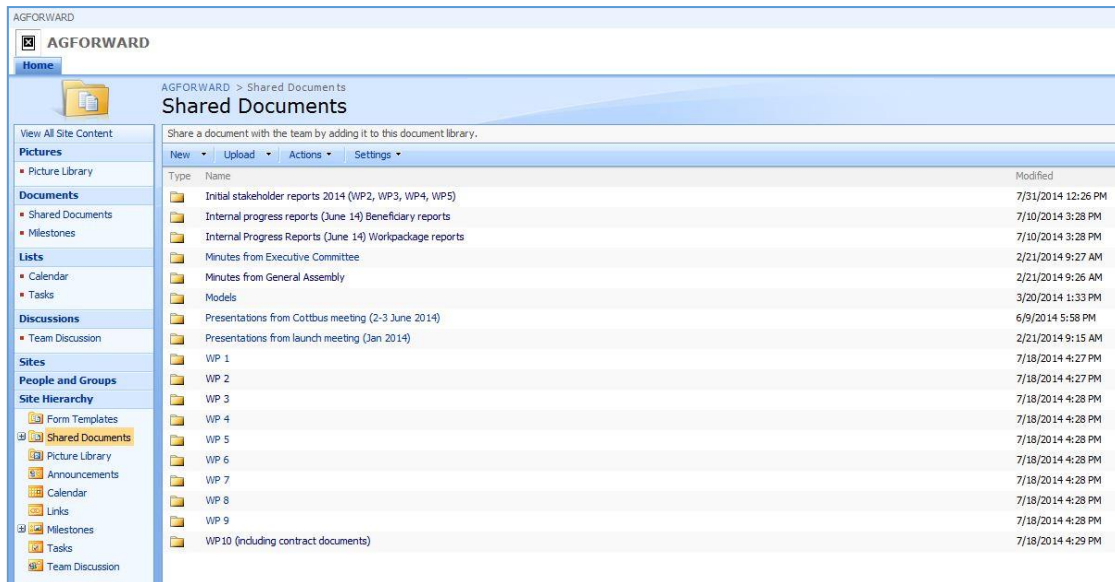 AGFORWARD
AGFORWARD
Home
AGFORWARD > Shared Documents
Shared Documents
View All Site Content
Pictures
Picture Library
Documents
Shared Documents
Milestones
Lists
Calendar
Tasks
Discussions
Team Discussion
Sites
People and Groups
Site Hierarchy
Form Templates
Shared Documents
Picture Library
Announcements
Calendar
Links
Milestones
Tasks
Team Discussion
Share a document with the team by adding it to this document library.
New Upload Actions Settings
Type Name Modified
Initial stakeholder reports 2014 (WP2, WP3, WP4, WP5) 7/31/2014 12:26 PM
Internal progress reports (June 14) Beneficiary reports 7/10/2014 3:28 PM
Internal Progress Reports (June 14) Workpackage reports 7/10/2014 3:28 PM
Minutes from Executive Committee 2/21/2014 9:27 AM
Minutes from General Assembly 2/21/2014 9:26 AM
Models 3/20/2014 1:33 PM
Presentations from Cottbus meeting (2-3 June 2014) 6/9/2014 5:58 PM
Presentations from launch meeting (Jan 2014) 2/21/2014 9:15 AM
WP 1 7/18/2014 4:27 PM
WP 2 7/18/2014 4:27 PM
WP 3 7/18/2014 4:28 PM
WP 4 7/18/2014 4:28 PM
WP 5 7/18/2014 4:28 PM
WP 6 7/18/2014 4:28 PM
WP 7 7/18/2014 4:28 PM
WP 8 7/18/2014 4:28 PM
WP 9 7/18/2014 4:28 PM
WP10 (including contract documents) 7/18/2014 4:29 PM